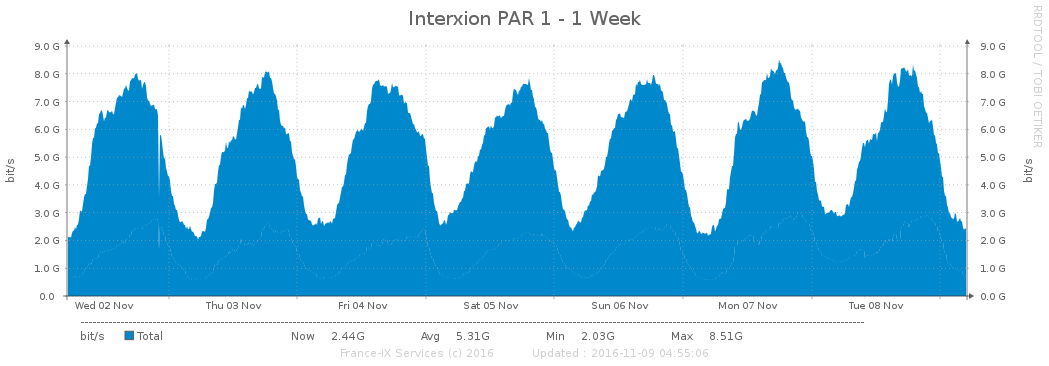 Interxion PAR 1 - 1 Week
RRDTOOL / TOBI OETIKER
bit/s
9.0 G
8.0 G
7.0 G
6.0 G
5.0 G
4.0 G
3.0 G
2.0 G
1.0 G
0.0
9.0 G
8.0 G
7.0 G
6.0 G
5.0 G
4.0 G
3.0 G
2.0 G
1.0 G
0.0 G
bit/s
Wed 02 Nov Thu 03 Nov Fri 04 Nov Sat 05 Nov Sun 06 Nov Mon 07 Nov Tue 08 Nov
bit/s Total Now 2.44G Avg 5.31G Min 2.03G Max 8.51G
France-IX Services (c) 2016 Updated : 2016-11-09 04:55:06